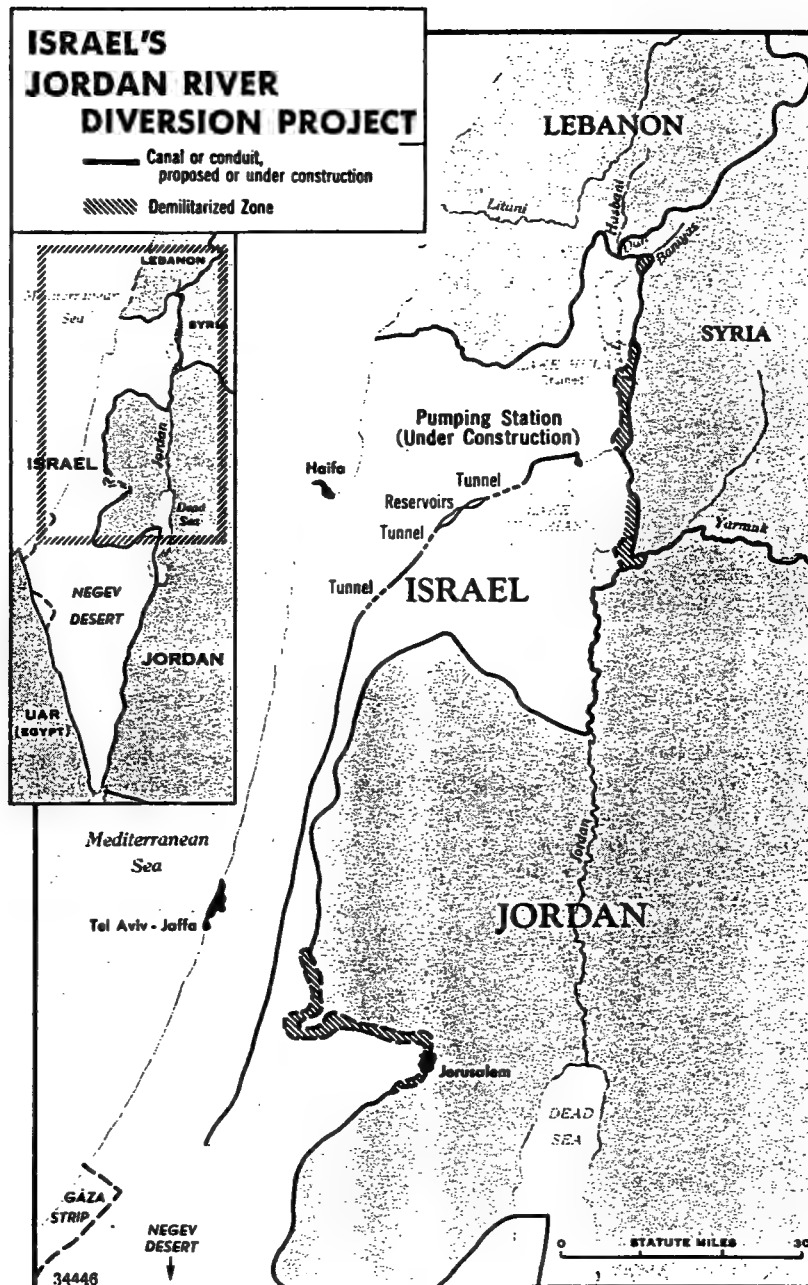 ISRAEL'S
JORDAN RIVER
DIVERSION PROJECT
Canal or conduit,
proposed or under construction
Demilitarized Zone
LEBANON
Mediterranean
Sea
SYRIA
ISRAEL
Jordan
Dead
Sea
NEGEV
DESERT
JORDAN
UAR
(EGYPT)
LEBANON
Litani
Hasbani
Dan
Baniyas
SYRIA
Pumping Station
(Under Construction)
Haifa
Tunnel
Reservoirs
Tunnel
LAKE
Tunnel
ISRAEL
Yarmuk
Mediterranean
Sea
Tel Aviv - Jaffa
Jordan
JORDAN
Jerusalem
DEAD
SEA
GAZA
STRIP
NEGEV
DESERT
0 STATUTE MILES 30
34446